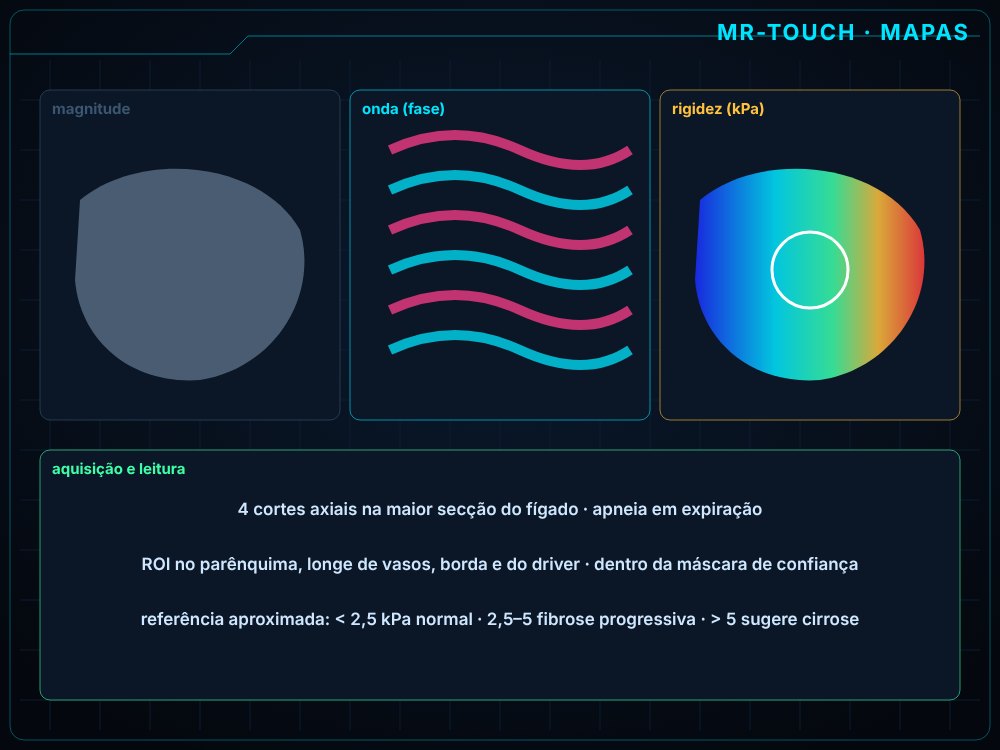 MR-TOUCH · MAPAS
magnitude
onda (fase)
rigidez (kPa)
aquisição e leitura
4 cortes axiais na maior secção do fígado · apneia em expiração
ROI no parênquima, longe de vasos, borda e do driver · dentro da máscara de confiança
referência aproximada: < 2,5 kPa normal · 2,5–5 fibrose progressiva · > 5 sugere cirrose